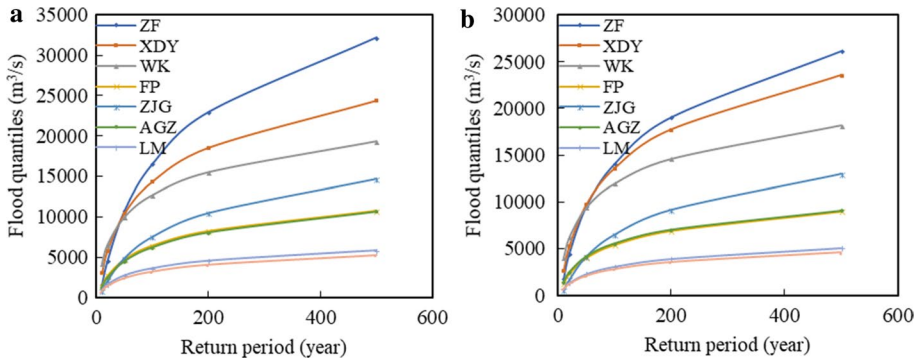 a
35000
30000
25000
20000
15000
10000
5000
0
0 200 400 600
Flood quantiles (m³/s)
Return period (year)
ZF
XDY
WK
FP
ZJG
AGZ
LM
b
30000
25000
20000
15000
10000
5000
0
0 200 400 600
Flood quantiles (m³/s)
Return period (year)
ZF
XDY
WK
FP
ZJG
AGZ
LM